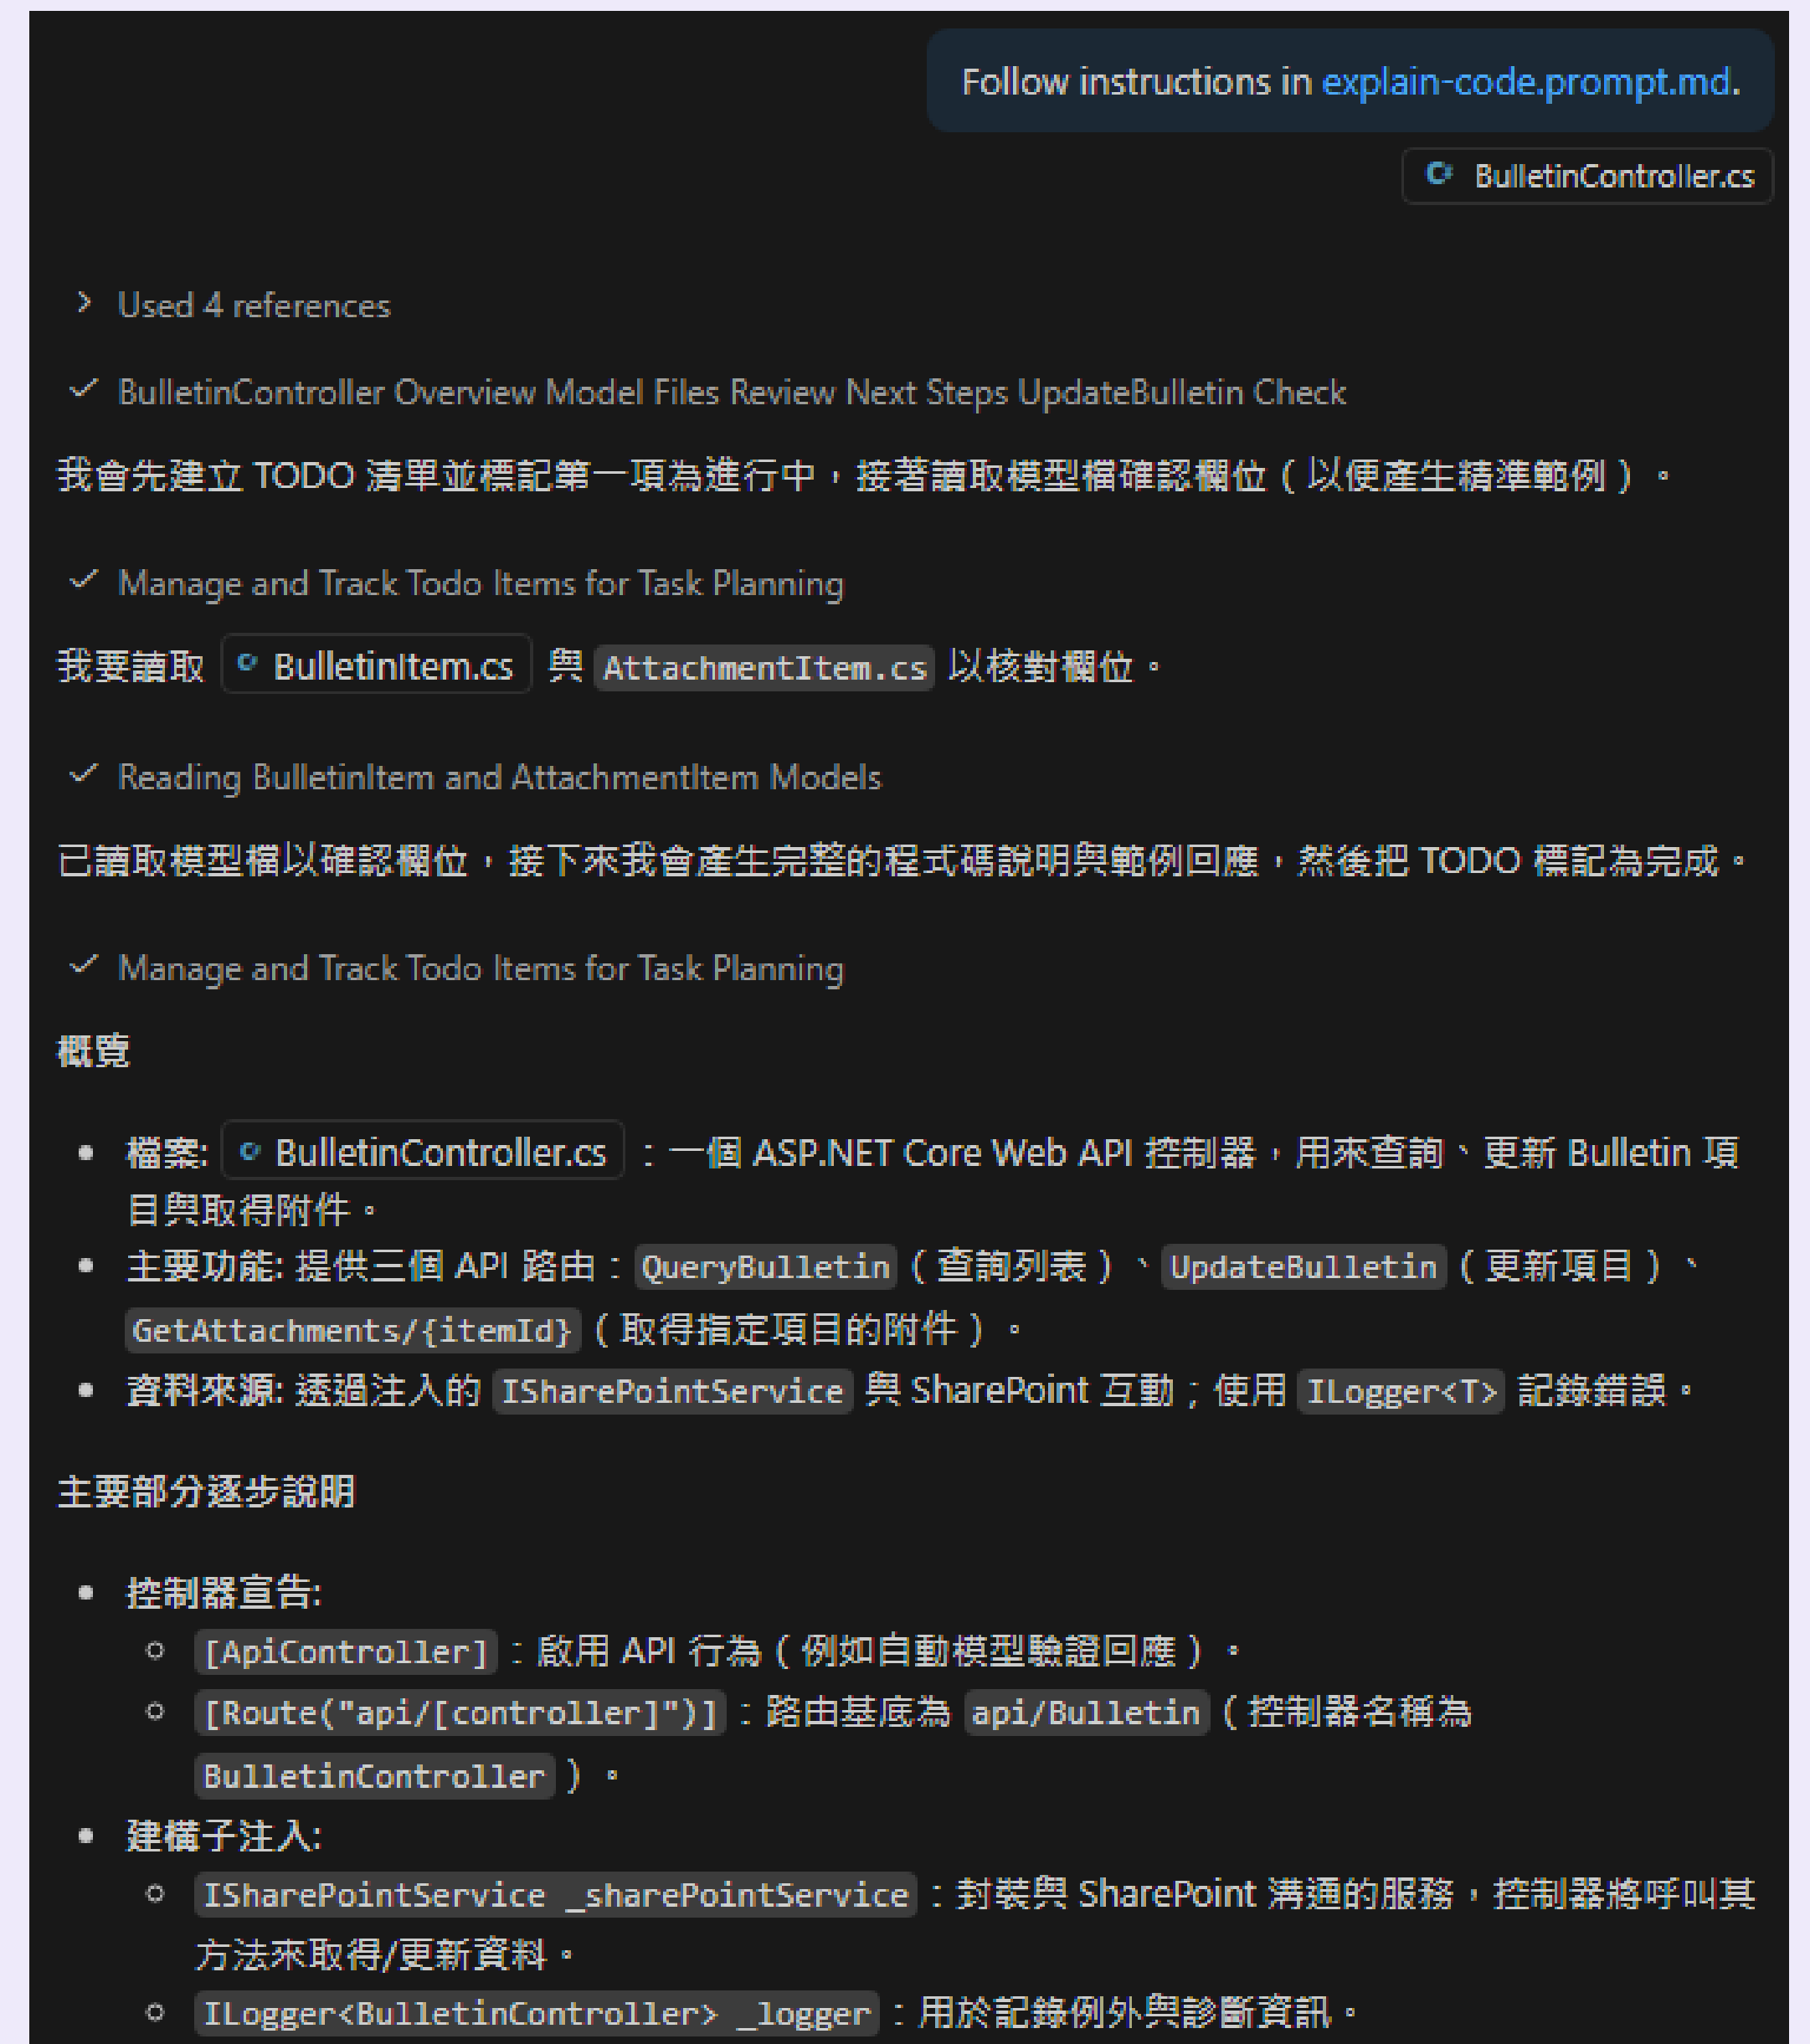 Follow instructions in explain-code.prompt.md.
BulletinController.cs
Used 4 references
BulletinController Overview Model Files Review Next Steps UpdateBulletin Check
我會先建立 TODO 清單並標記第一項為進行中，接著讀取模型檔確認欄位（以便產生精準範例）。
Manage and Track Todo Items for Task Planning
我要讀取 BulletinItem.cs 與 AttachmentItem.cs 以核對欄位。
Reading BulletinItem and AttachmentItem Models
已讀取模型檔以確認欄位，接下來我會產生完整的程式碼說明與範例回應，然後把 TODO 標記為完成。
Manage and Track Todo Items for Task Planning
概覽
檔案: BulletinController.cs ：一個 ASP.NET Core Web API 控制器，用來查詢、更新 Bulletin 項
目與取得附件。
主要功能: 提供三個 API 路由：QueryBulletin（查詢列表）、UpdateBulletin（更新項目）、
GetAttachments/{itemId}（取得指定項目的附件）。
資料來源: 透過注入的 ISharePointService 與 SharePoint 互動；使用 ILogger<T> 記錄錯誤。
主要部分逐步說明
控制器宣告:
[ApiController]：啟用 API 行為（例如自動模型驗證回應）。
[Route("api/[controller]")]：路由基底為 api/Bulletin（控制器名稱為
BulletinController）。
建構子注入:
ISharePointService _sharePointService：封裝與 SharePoint 溝通的服務，控制器將呼叫其
方法來取得/更新資料。
ILogger<BulletinController> _logger：用於記錄例外與診斷資訊。